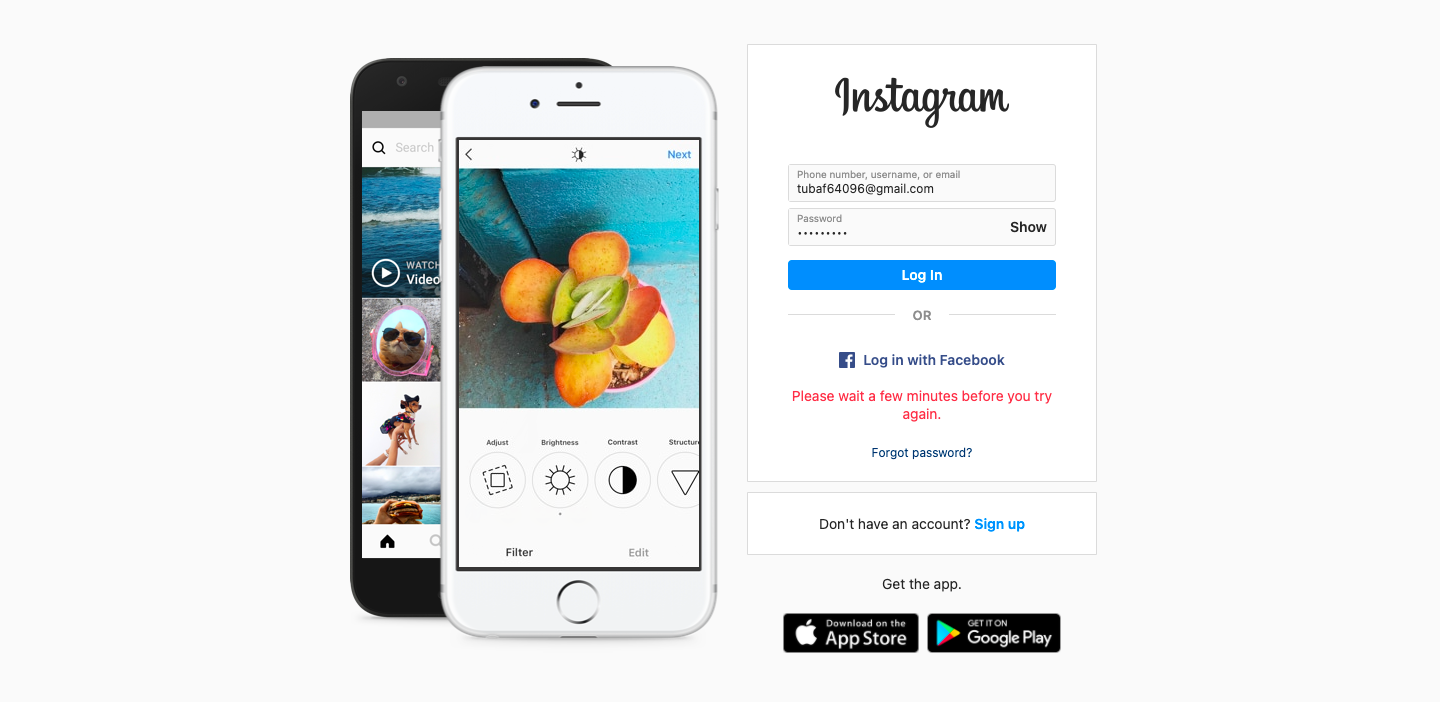 Search
WATCH
Video
Next
Adjust
Brightness
Contrast
Structure
Filter
Edit
Instagram
Phone number, username, or email
tubaf64096@gmail.com
Password
•••••••••
Show
Log In
OR
Log in with Facebook
Please wait a few minutes before you try
again.
Forgot password?
Don't have an account? Sign up
Get the app.
Download on the
App Store
GET IT ON
Google Play